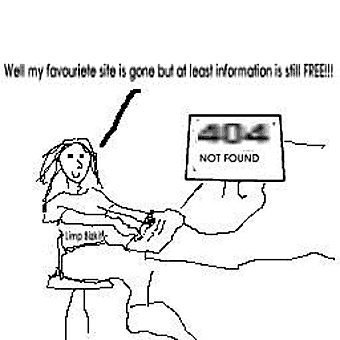 Well my favouriete site is gone but at least information is still FREE!!!
404
NOT FOUND
Limp Bizkit